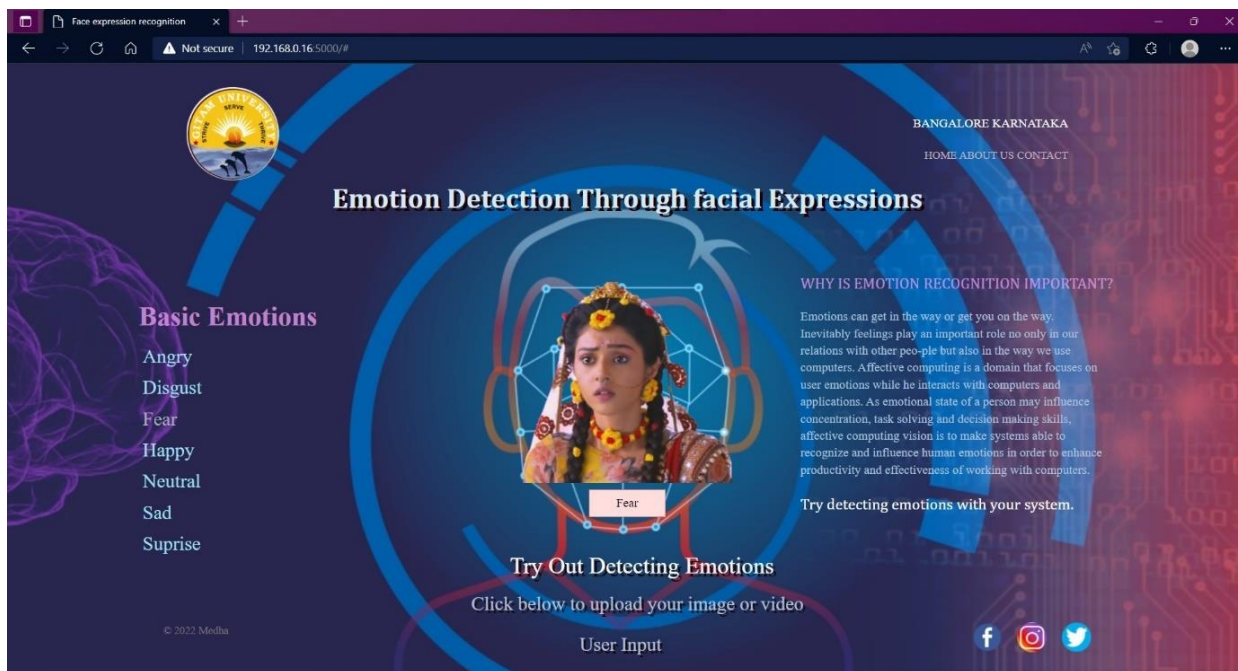 Face expression recognition
Not secure 192.168.0.16:5000/#
GITAM UNIVERSITY
STRIVE SERVE THRIVE
BANGALORE KARNATAKA
HOME ABOUT US CONTACT
Emotion Detection Through facial Expressions
Basic Emotions
Angry
Disgust
Fear
Happy
Neutral
Sad
Suprise
Fear
WHY IS EMOTION RECOGNITION IMPORTANT?
Emotions can get in the way or get you on the way.
Inevitably feelings play an important role no only in our
relations with other peo-ple but also in the way we use
computers. Affective computing is a domain that focuses on
user emotions while he interacts with computers and
applications. As emotional state of a person may influence
concentration, task solving and decision making skills,
affective computing vision is to make systems able to
recognize and influence human emotions in order to enhance
productivity and effectiveness of working with computers.
Try detecting emotions with your system.
Try Out Detecting Emotions
Click below to upload your image or video
User Input
© 2022 Medha